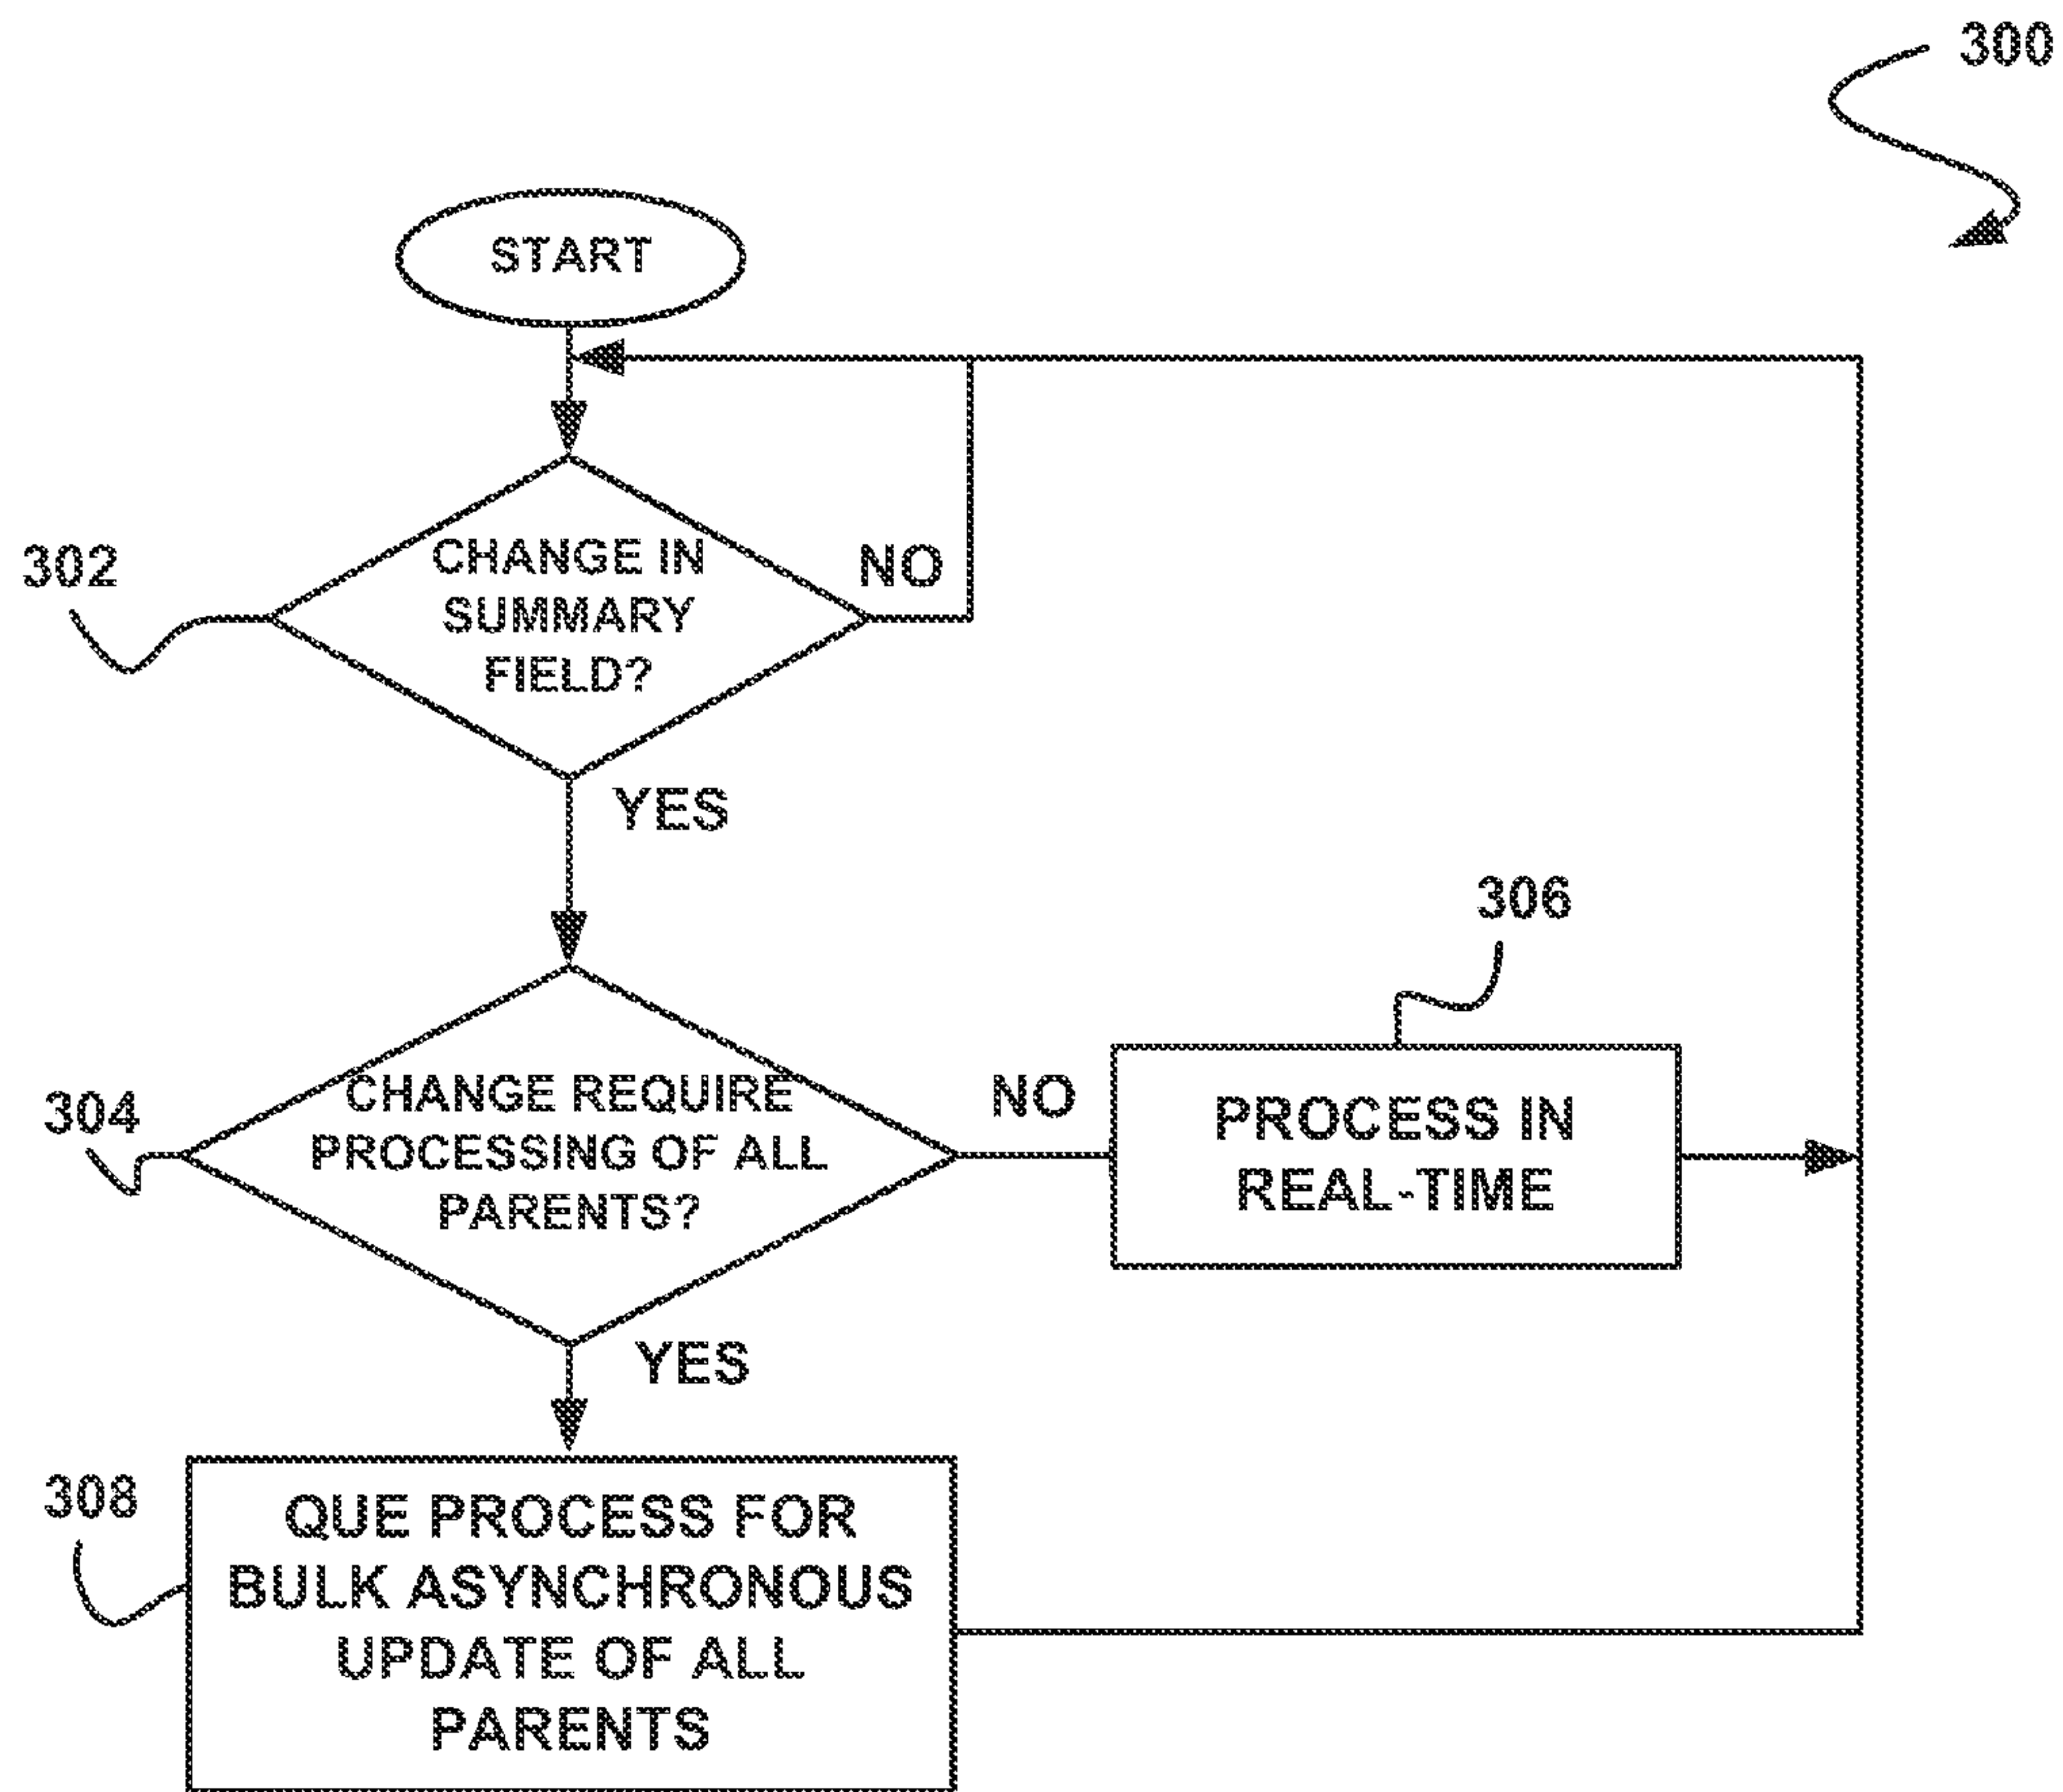 300
START
302
CHANGE IN
SUMMARY
FIELD?
NO
YES
304
CHANGE REQUIRE
PROCESSING OF ALL
PARENTS?
NO
306
PROCESS IN
REAL-TIME
YES
308
QUE PROCESS FOR
BULK ASYNCHRONOUS
UPDATE OF ALL
PARENTS